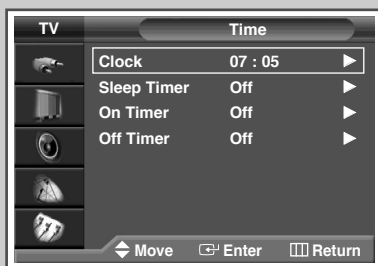 TV Time
Clock 07 : 05
Sleep Timer Off
On Timer Off
Off Timer Off
Move Enter Return